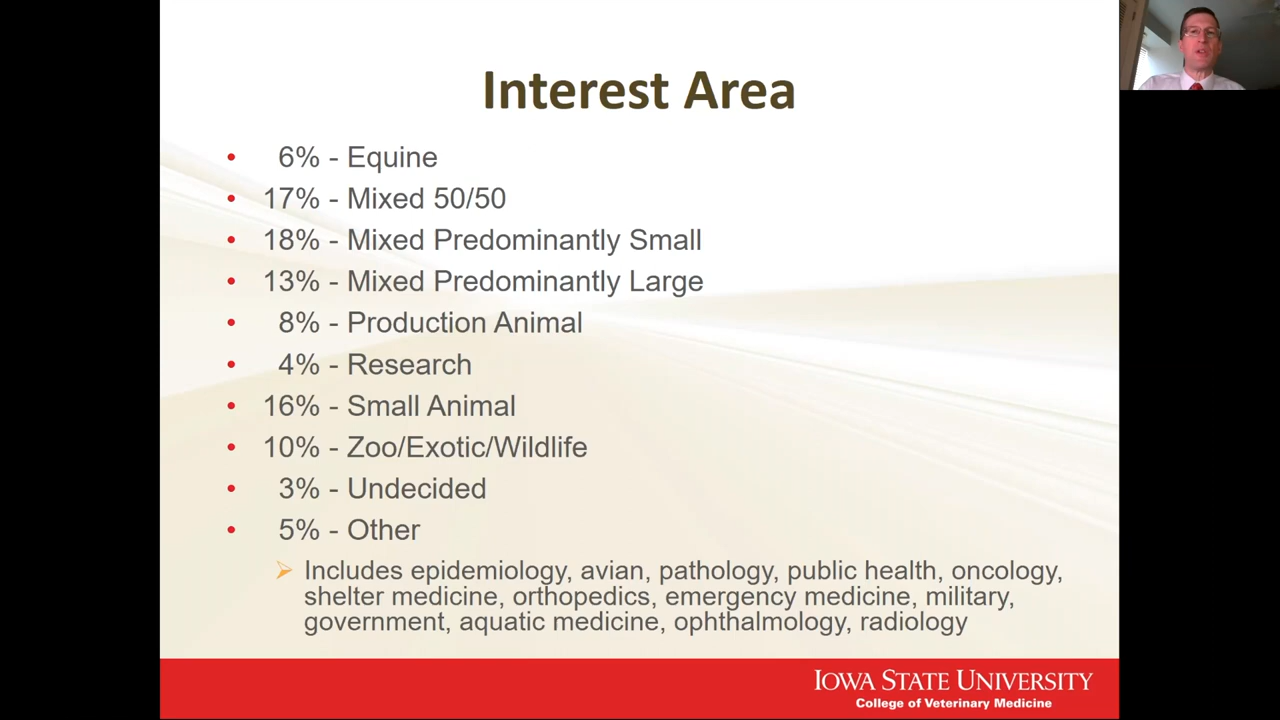 Interest Area
• 6% - Equine
• 17% - Mixed 50/50
• 18% - Mixed Predominantly Small
• 13% - Mixed Predominantly Large
• 8% - Production Animal
• 4% - Research
• 16% - Small Animal
• 10% - Zoo/Exotic/Wildlife
• 3% - Undecided
• 5% - Other
➢ Includes epidemiology, avian, pathology, public health, oncology,
shelter medicine, orthopedics, emergency medicine, military,
government, aquatic medicine, ophthalmology, radiology
IOWA STATE UNIVERSITY
College of Veterinary Medicine